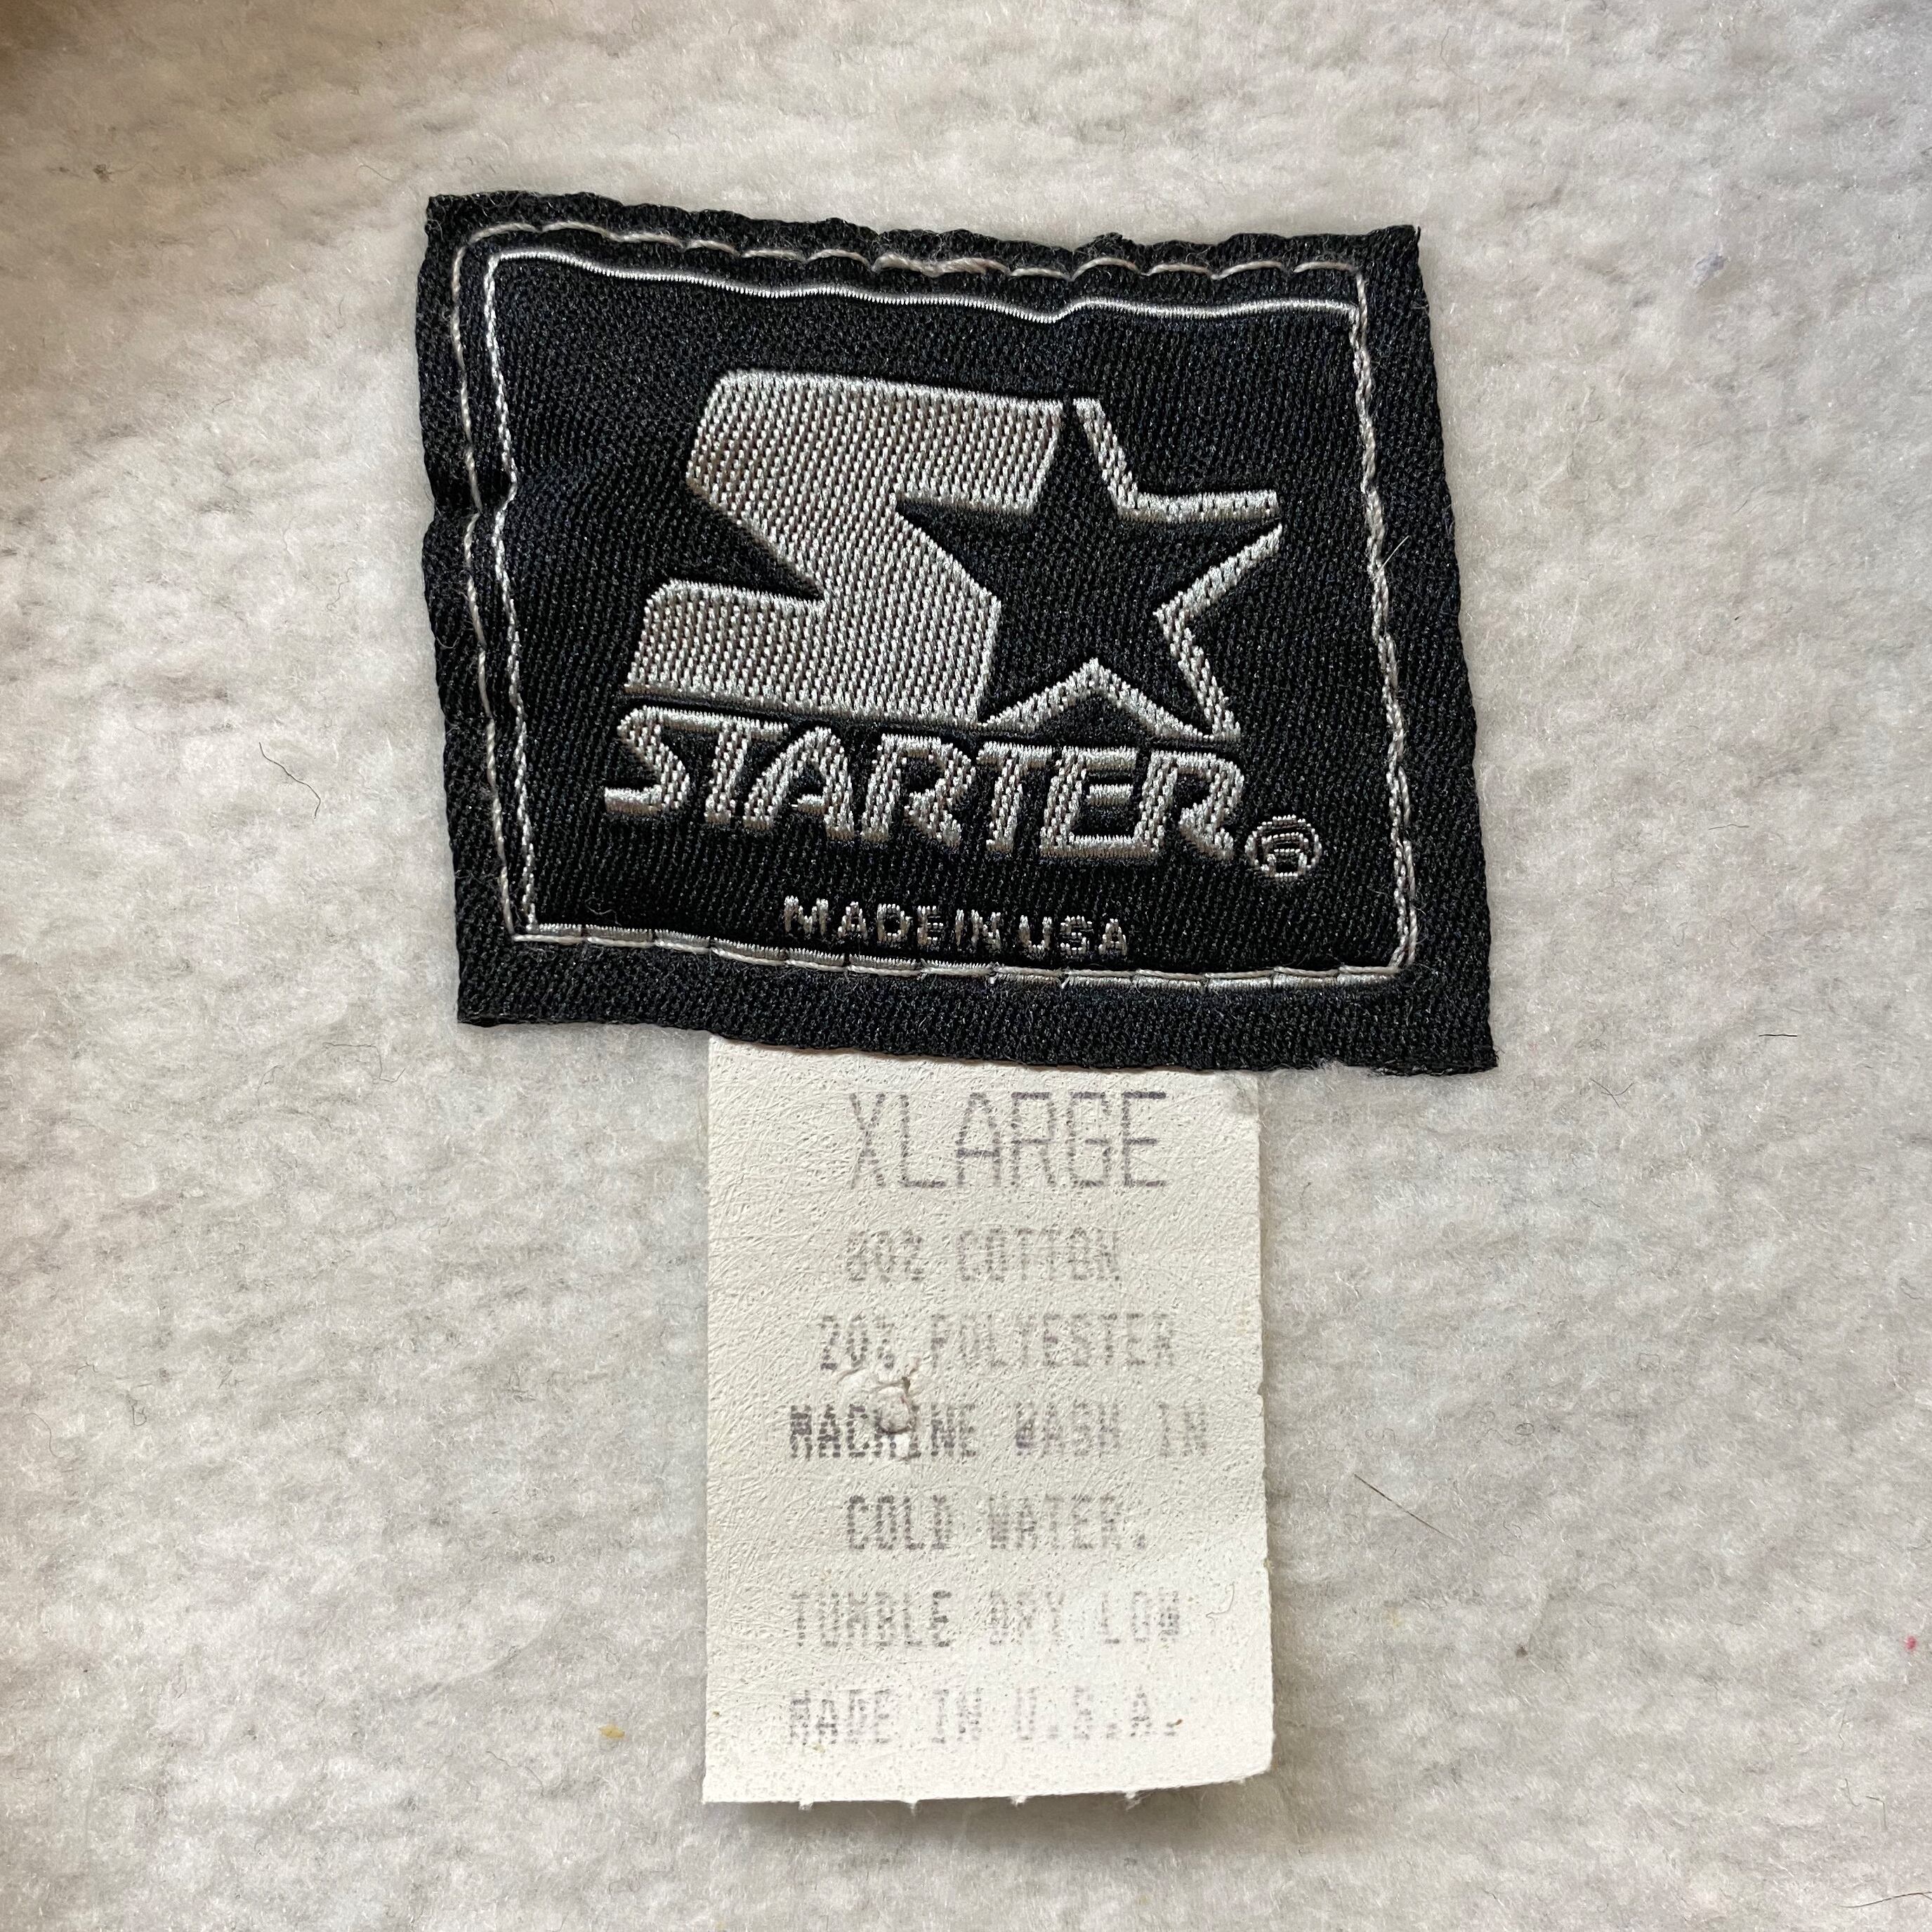 STARTER®
MADE IN USA
XLARGE
80% COTTON
20% POLYESTER
MACHINE WASH IN
COLD WATER.
TUMBLE DRY LOW
MADE IN U.S.A.